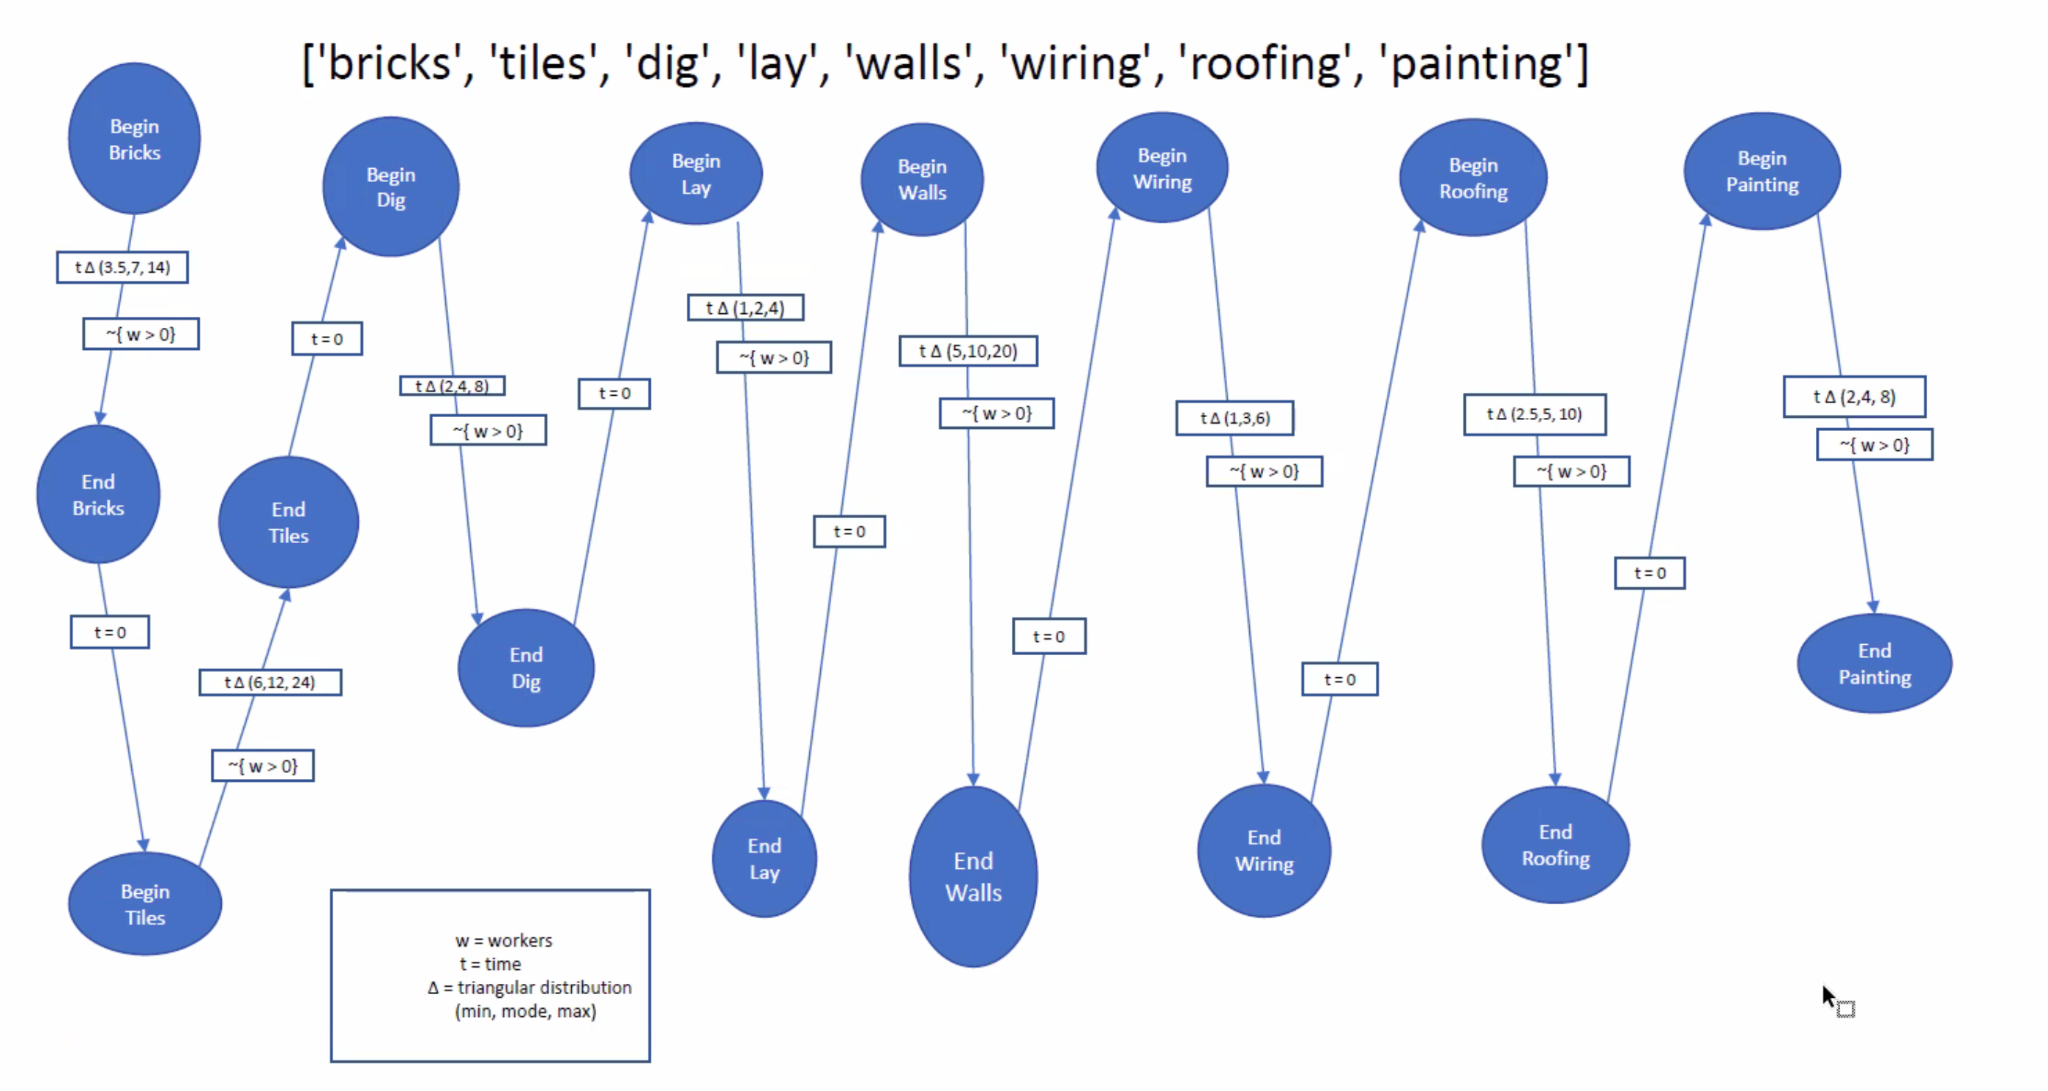 ['bricks', 'tiles', 'dig', 'lay', 'walls', 'wiring', 'roofing', 'painting']
Begin
Bricks
t Δ (3.5,7, 14)
~{ w > 0}
End
Bricks
t = 0
Begin
Tiles
~{ w > 0}
t Δ (6,12, 24)
End
Tiles
t = 0
Begin
Dig
t Δ (2,4, 8)
~{ w > 0}
End
Dig
t = 0
Begin
Lay
t Δ (1,2,4)
~{ w > 0}
End
Lay
t = 0
Begin
Walls
t Δ (5,10,20)
~{ w > 0}
End
Walls
t = 0
Begin
Wiring
t Δ (1,3,6)
~{ w > 0}
End
Wiring
t = 0
Begin
Roofing
t Δ (2.5,5, 10)
~{ w > 0}
End
Roofing
t = 0
Begin
Painting
t Δ (2,4, 8)
~{ w > 0}
End
Painting
w = workers
t = time
Δ = triangular distribution
(min, mode, max)